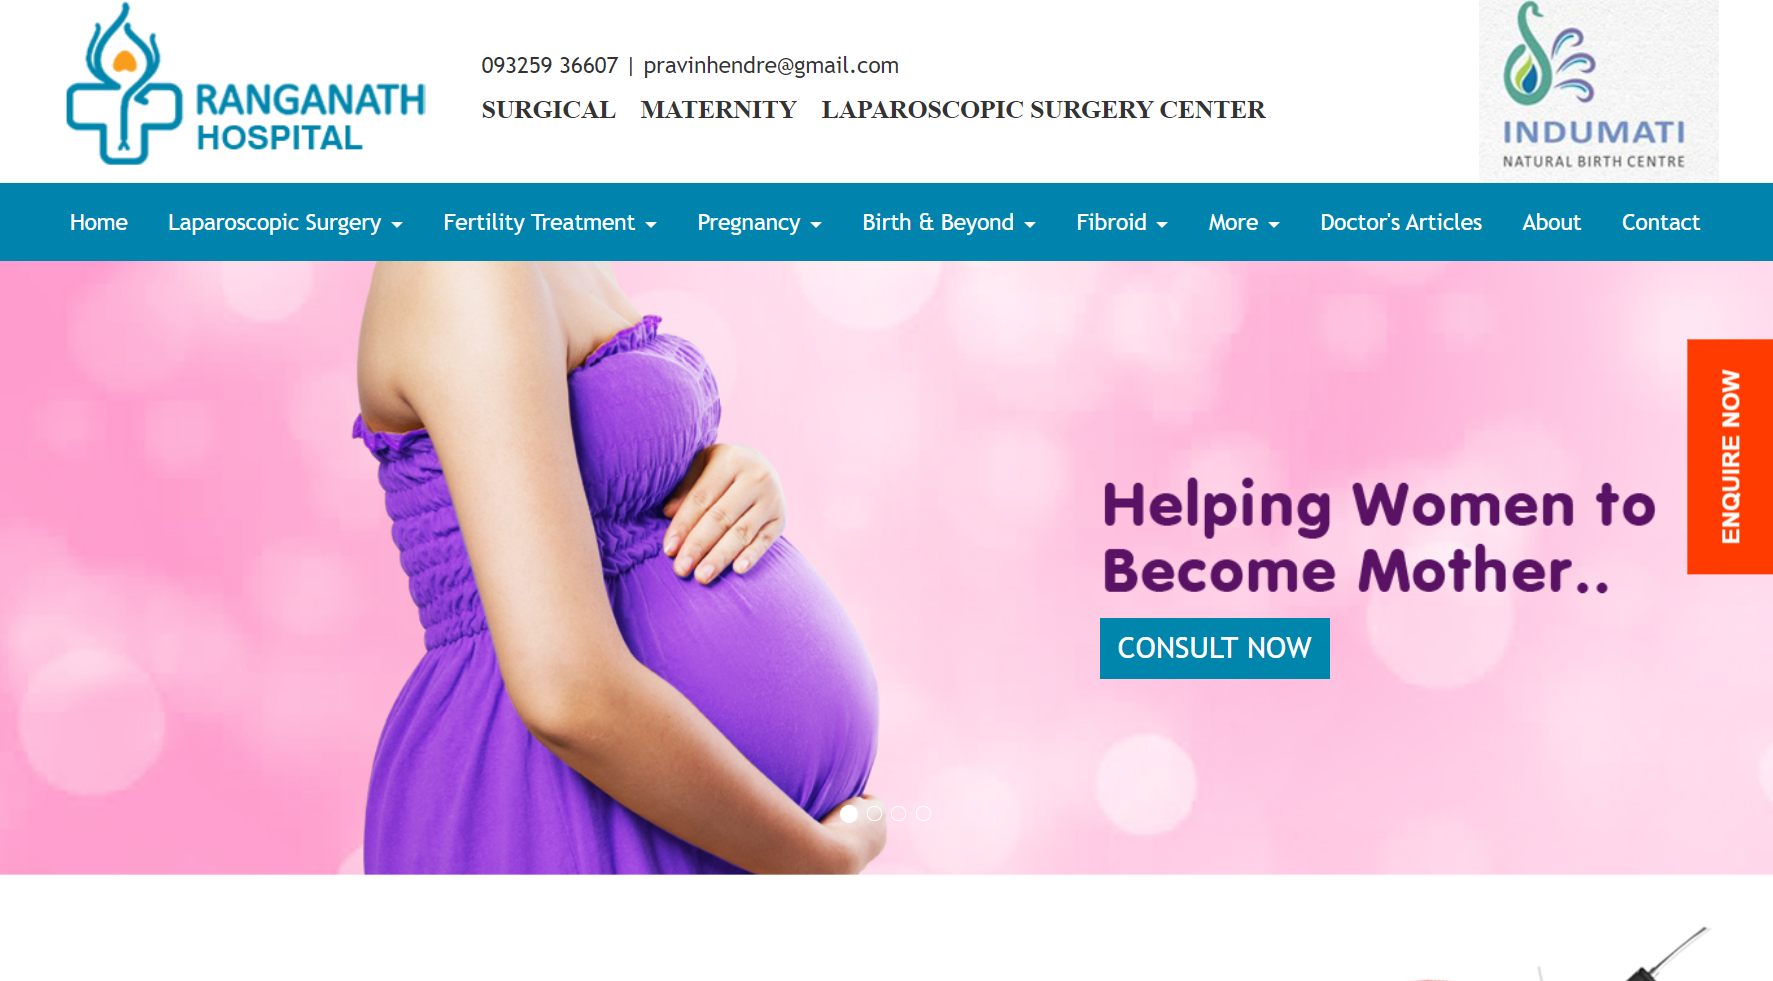 RANGANATH
HOSPITAL
093259 36607 | pravinhendre@gmail.com
SURGICAL MATERNITY LAPAROSCOPIC SURGERY CENTER
INDUMATI
NATURAL BIRTH CENTRE
Home Laparoscopic Surgery Fertility Treatment Pregnancy Birth & Beyond Fibroid More Doctor's Articles About Contact
ENQUIRE NOW
Helping Women to
Become Mother..
CONSULT NOW